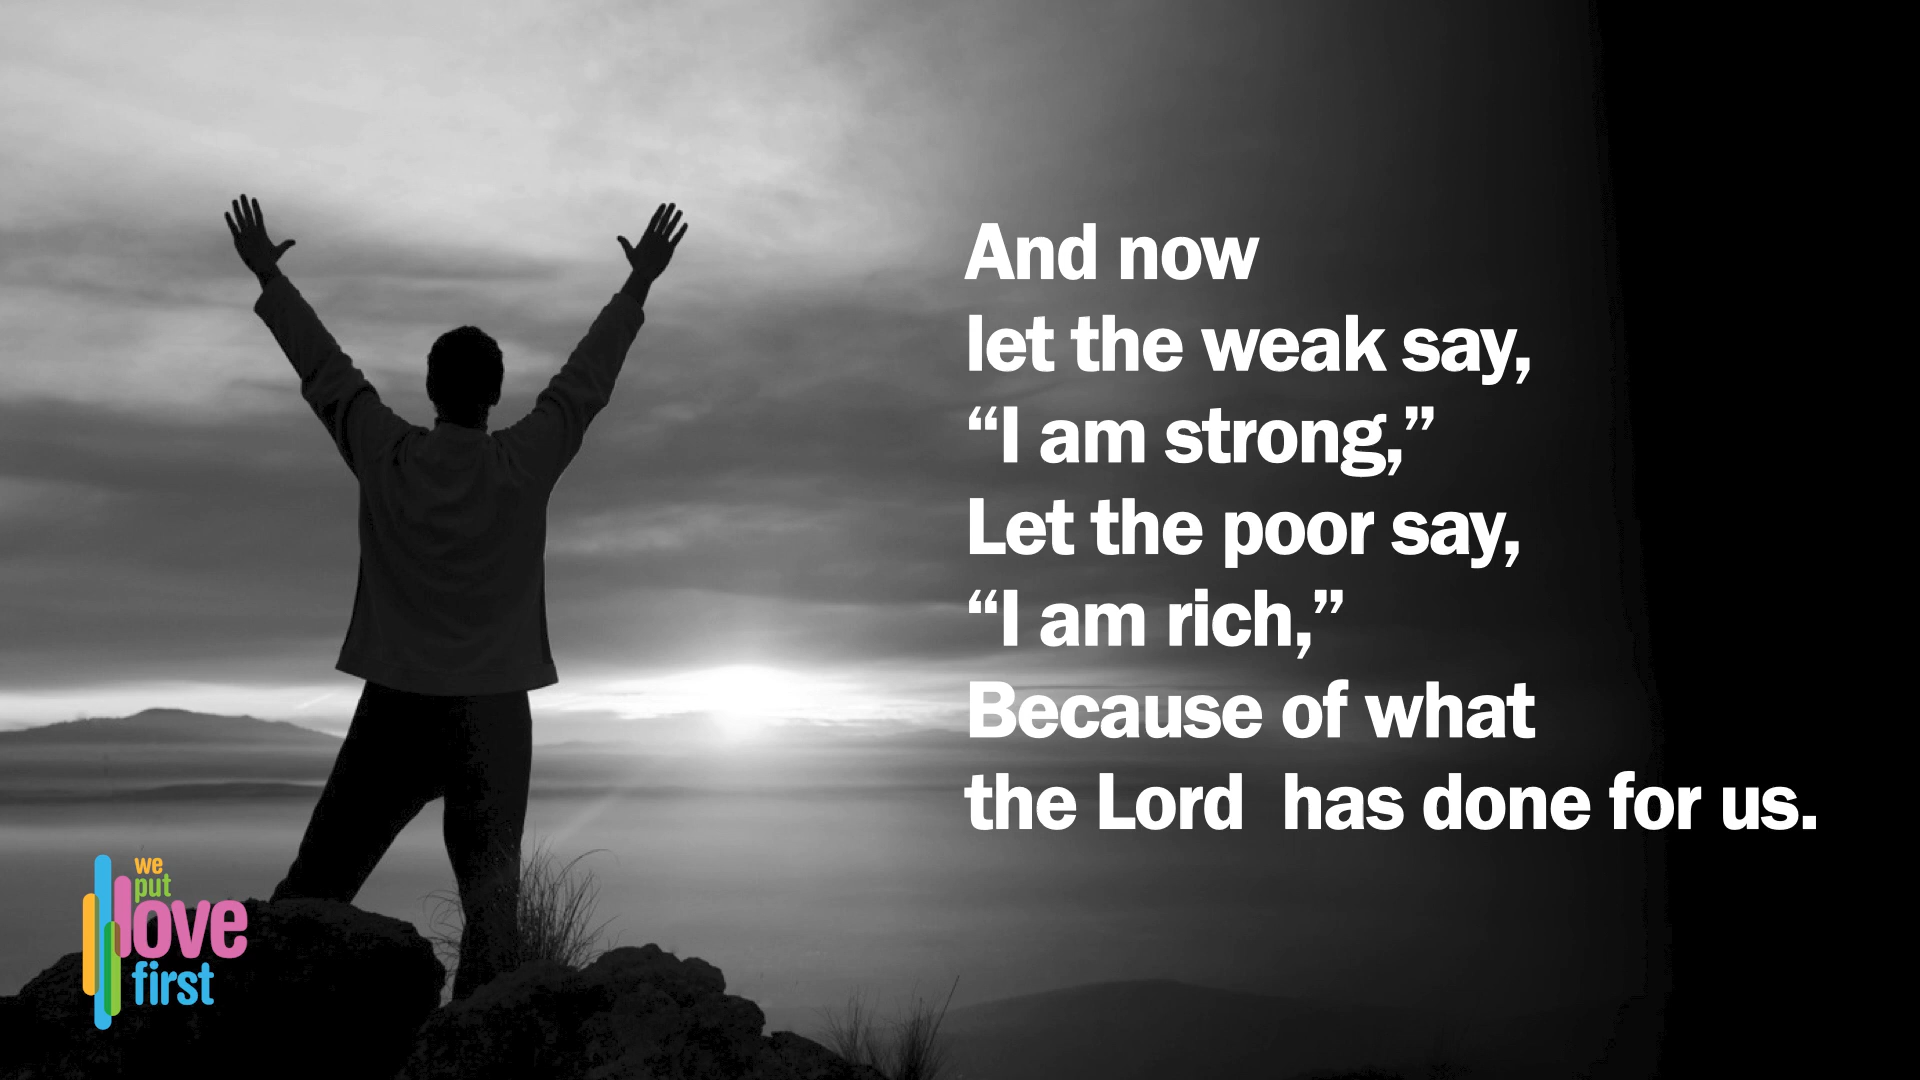 And now
let the weak say,
“I am strong,”
Let the poor say,
“I am rich,”
Because of what
the Lord  has done for us.
we
put
love
first